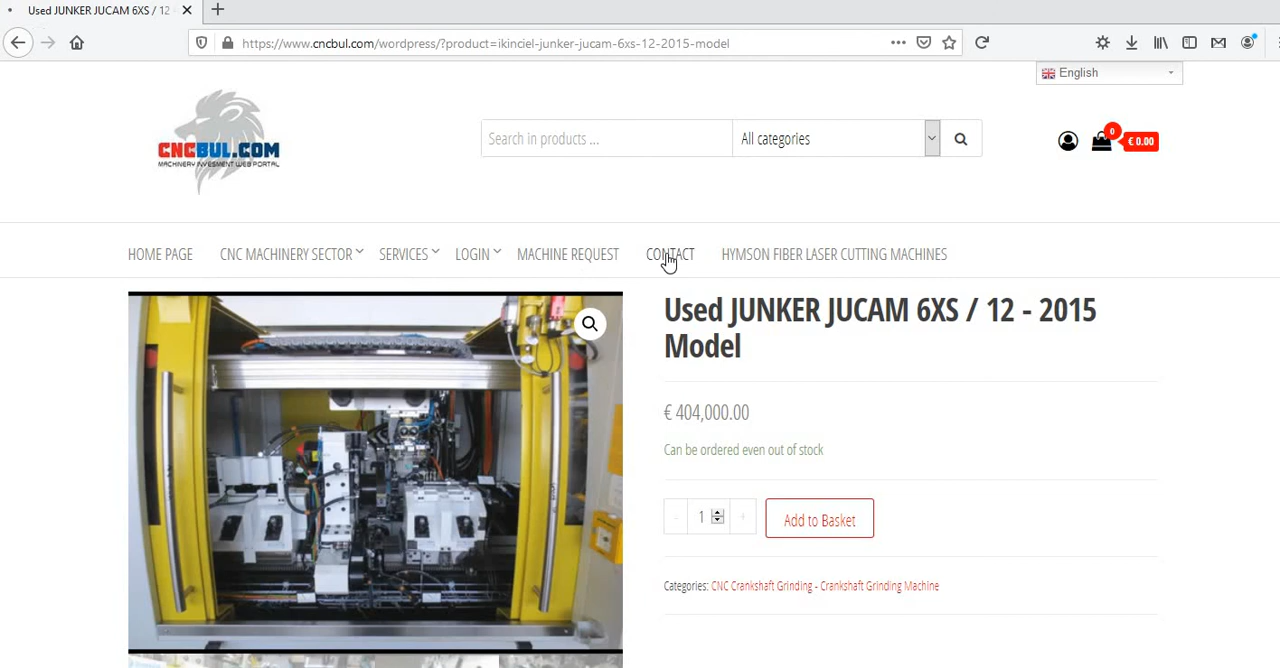 Used JUNKER JUCAM 6XS / 12
https://www.cncbul.com/wordpress/?product=ikinciel-junker-jucam-6xs-12-2015-model
English
CNCBUL.COM
MACHINERY INVESMENT WEB PORTAL
Search in products ...
All categories
0
€ 0.00
HOME PAGE
CNC MACHINERY SECTOR
SERVICES
LOGIN
MACHINE REQUEST
CONTACT
HYMSON FIBER LASER CUTTING MACHINES
Used JUNKER JUCAM 6XS / 12 - 2015
Model
€ 404,000.00
Can be ordered even out of stock
- 1 +
Add to Basket
Categories: CNC Crankshaft Grinding - Crankshaft Grinding Machine